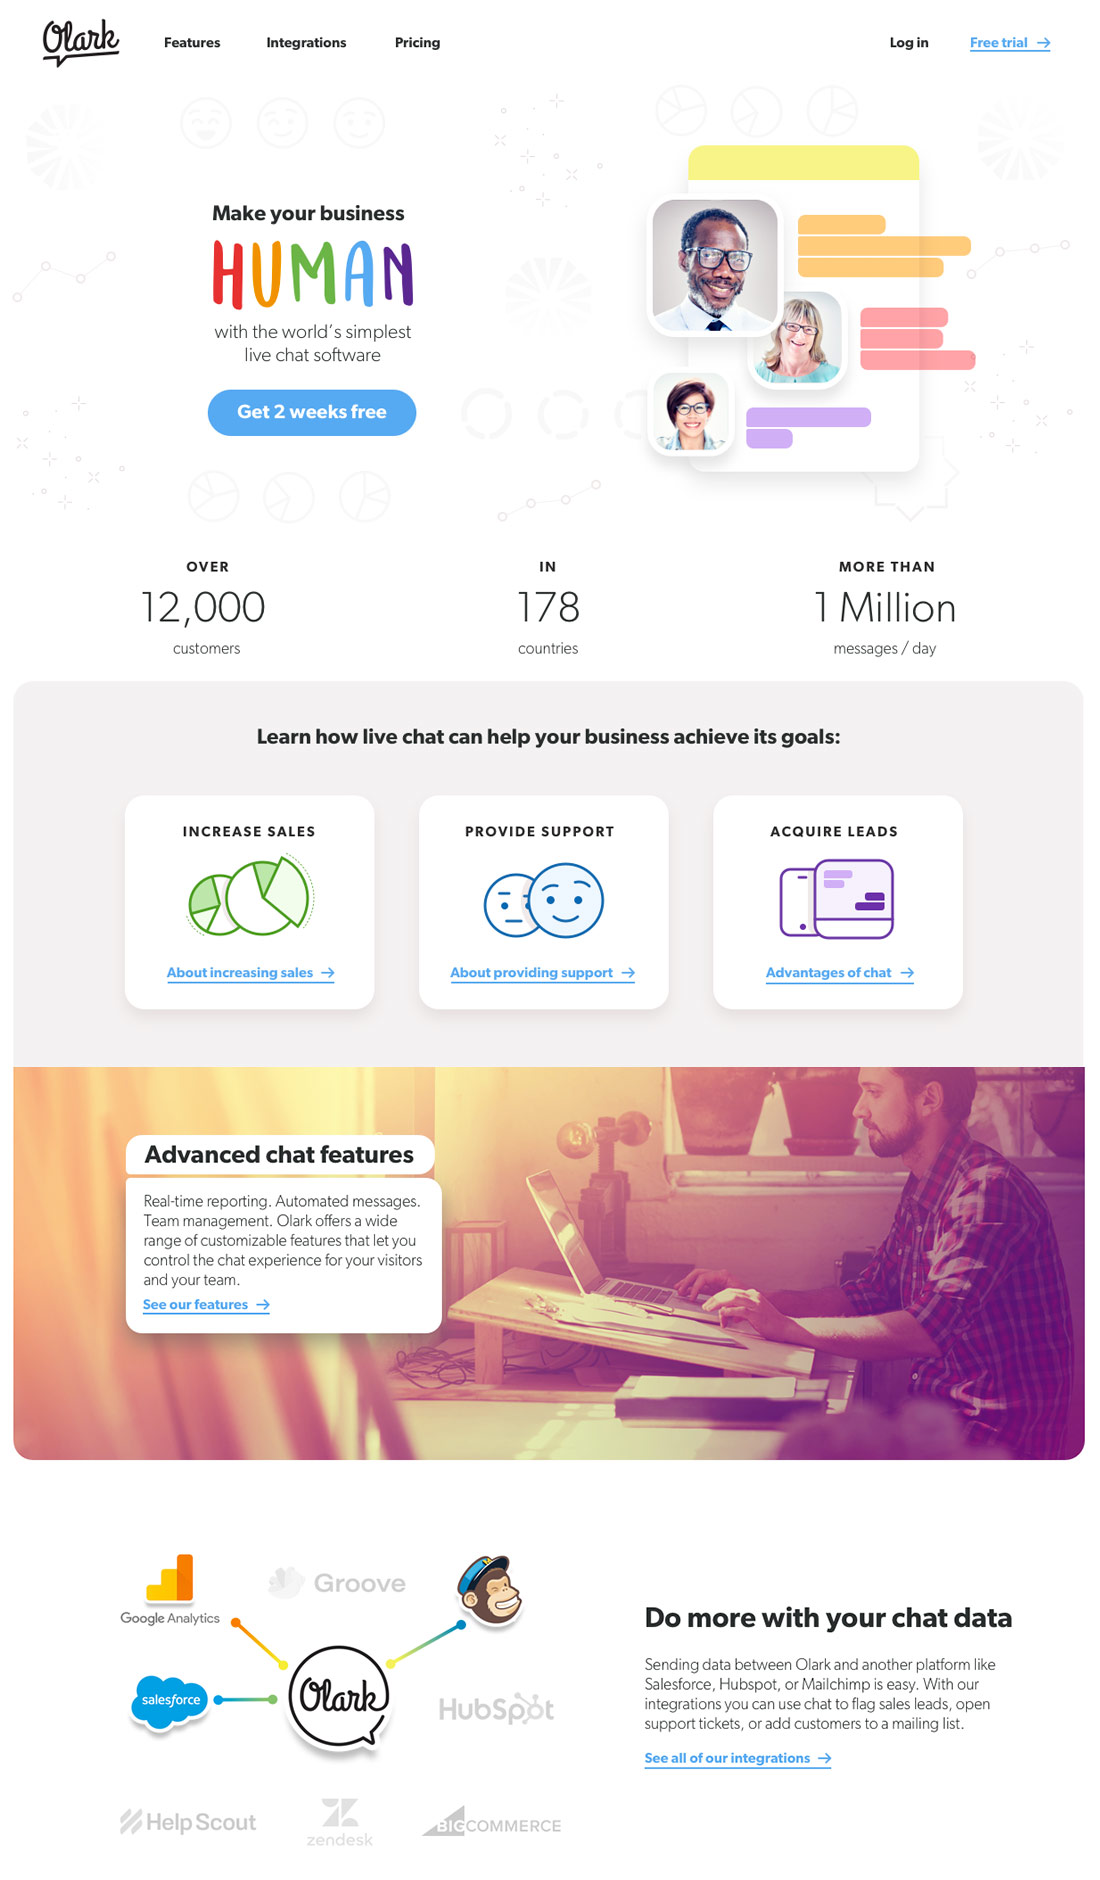 Olark
Features
Integrations
Pricing
Log in
Free trial
Make your business
HUMAN
with the world's simplest
live chat software
Get 2 weeks free
OVER
12,000
customers
IN
178
countries
MORE THAN
1 Million
messages / day
Learn how live chat can help your business achieve its goals:
INCREASE SALES
About increasing sales
PROVIDE SUPPORT
About providing support
ACQUIRE LEADS
Advantages of chat
Advanced chat features
Real-time reporting. Automated messages.
Team management. Olark offers a wide
range of customizable features that let you
control the chat experience for your visitors
and your team.
See our features
Google Analytics
Groove
salesforce
Olark
HubSpot
Help Scout
zendesk
BIGCOMMERCE
Do more with your chat data
Sending data between Olark and another platform like
Salesforce, Hubspot, or Mailchimp is easy. With our
integrations you can use chat to flag sales leads, open
support tickets, or add customers to a mailing list.
See all of our integrations